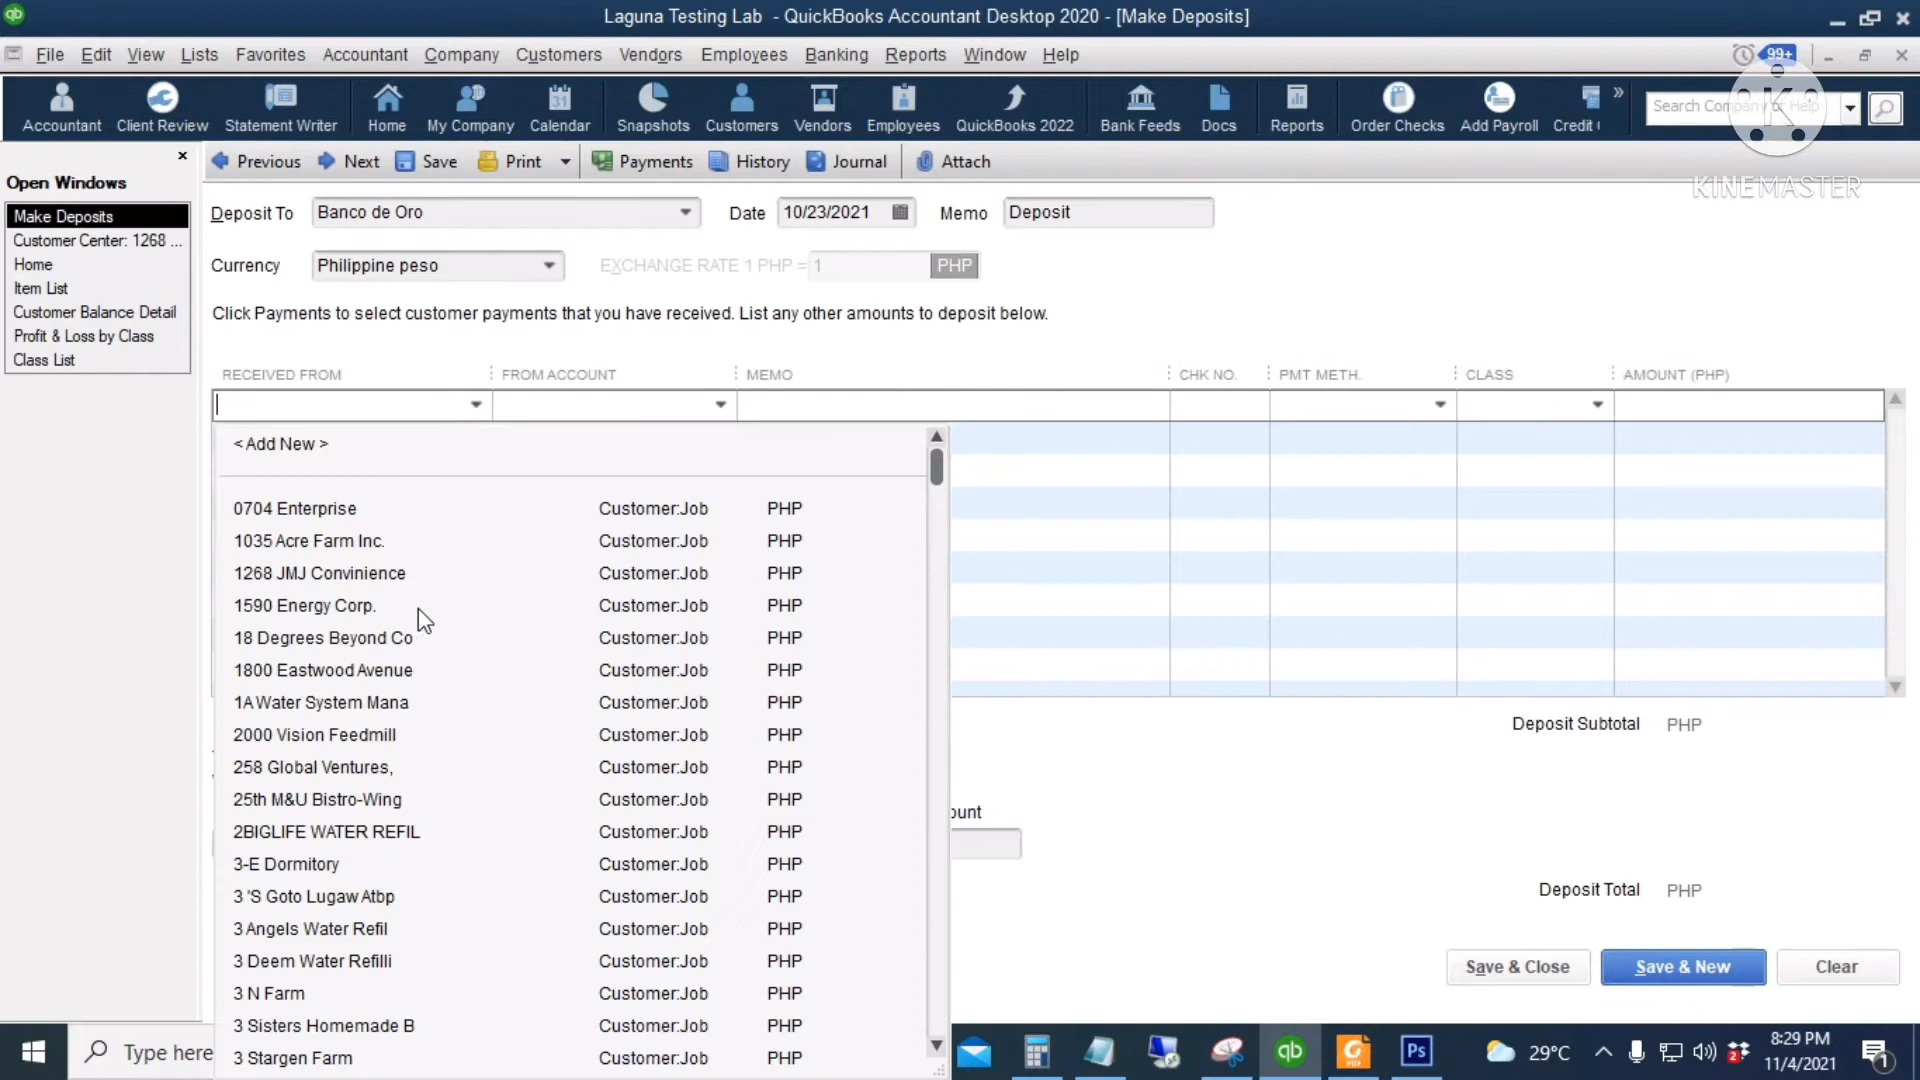 Laguna Testing Lab - QuickBooks Accountant Desktop 2020 - [Make Deposits]
File Edit View Lists Favorites Accountant Company Customers Vendors Employees Banking Reports Window Help
99+
Accountant Client Review Statement Writer Home My Company Calendar Snapshots Customers Vendors Employees QuickBooks 2022 Bank Feeds Docs Reports Order Checks Add Payroll Credit
Search Company or Help
K
KINEMASTER
Open Windows
Make Deposits
Customer Center: 1268 ...
Home
Item List
Customer Balance Detail
Profit & Loss by Class
Class List
Previous Next Save Print Payments History Journal Attach
Deposit To Banco de Oro Date 10/23/2021 Memo Deposit
Currency Philippine peso EXCHANGE RATE 1 PHP = 1 PHP
Click Payments to select customer payments that you have received. List any other amounts to deposit below.
RECEIVED FROM FROM ACCOUNT MEMO CHK NO. PMT METH. CLASS AMOUNT (PHP)
< Add New >
0704 Enterprise Customer:Job PHP
1035 Acre Farm Inc. Customer:Job PHP
1268 JMJ Convinience Customer:Job PHP
1590 Energy Corp. Customer:Job PHP
18 Degrees Beyond Co Customer:Job PHP
1800 Eastwood Avenue Customer:Job PHP
1A Water System Mana Customer:Job PHP
2000 Vision Feedmill Customer:Job PHP
258 Global Ventures, Customer:Job PHP
25th M&U Bistro-Wing Customer:Job PHP
2BIGLIFE WATER REFIL Customer:Job PHP
3-E Dormitory Customer:Job PHP
3 'S Goto Lugaw Atbp Customer:Job PHP
3 Angels Water Refil Customer:Job PHP
3 Deem Water Refilli Customer:Job PHP
3 N Farm Customer:Job PHP
3 Sisters Homemade B Customer:Job PHP
3 Stargen Farm Customer:Job PHP
Deposit Subtotal PHP
ount
Deposit Total PHP
Save & Close Save & New Clear
Type here
qb
Ps
29°C
2
8:29 PM
11/4/2021
1